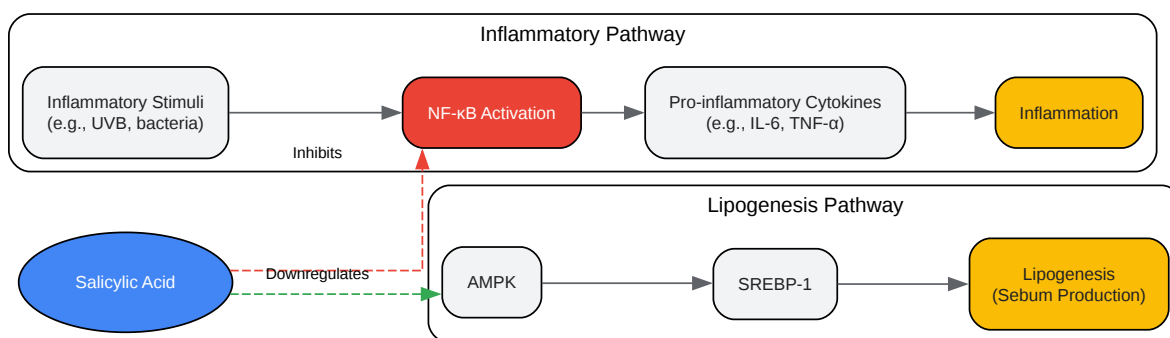 Inflammatory Pathway
Inflammatory Stimuli
(e.g., UVB, bacteria)
NF-κB Activation
Pro-inflammatory Cytokines
(e.g., IL-6, TNF-α)
Inflammation
Inhibits
Lipogenesis Pathway
Salicylic Acid
Downregulates
AMPK
SREBP-1
Lipogenesis
(Sebum Production)